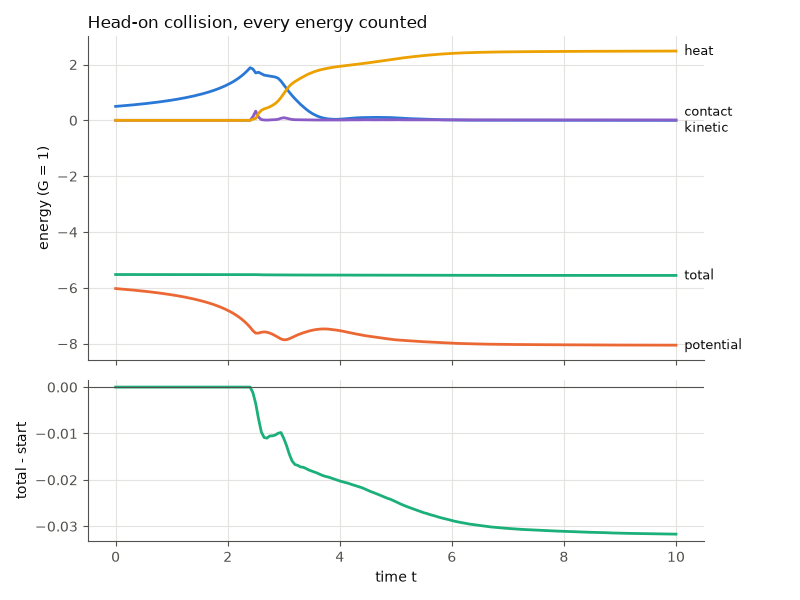 Head-on collision, every energy counted
energy (G = 1)
2
0
−2
−4
−6
−8
heat
contact
kinetic
total
potential
total - start
0.00
−0.01
−0.02
−0.03
0
2
4
6
8
10
time t